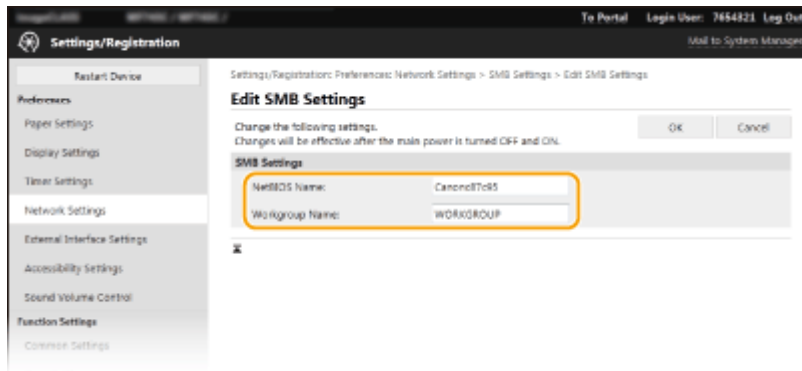 To Portal Login User: 7654321 Log Out
Settings/Registration
Mail to System Manager
Restart Device
Preferences
Paper Settings
Display Settings
Timer Settings
Network Settings
External Interface Settings
Accessibility Settings
Sound Volume Control
Function Settings
Common Settings
Settings/Registration: Preferences: Network Settings > SMB Settings > Edit SMB Settings
Edit SMB Settings
Change the following settings.
Changes will be effective after the main power is turned OFF and ON.
OK Cancel
SMB Settings
NetBIOS Name:
Workgroup Name: WORKGROUP